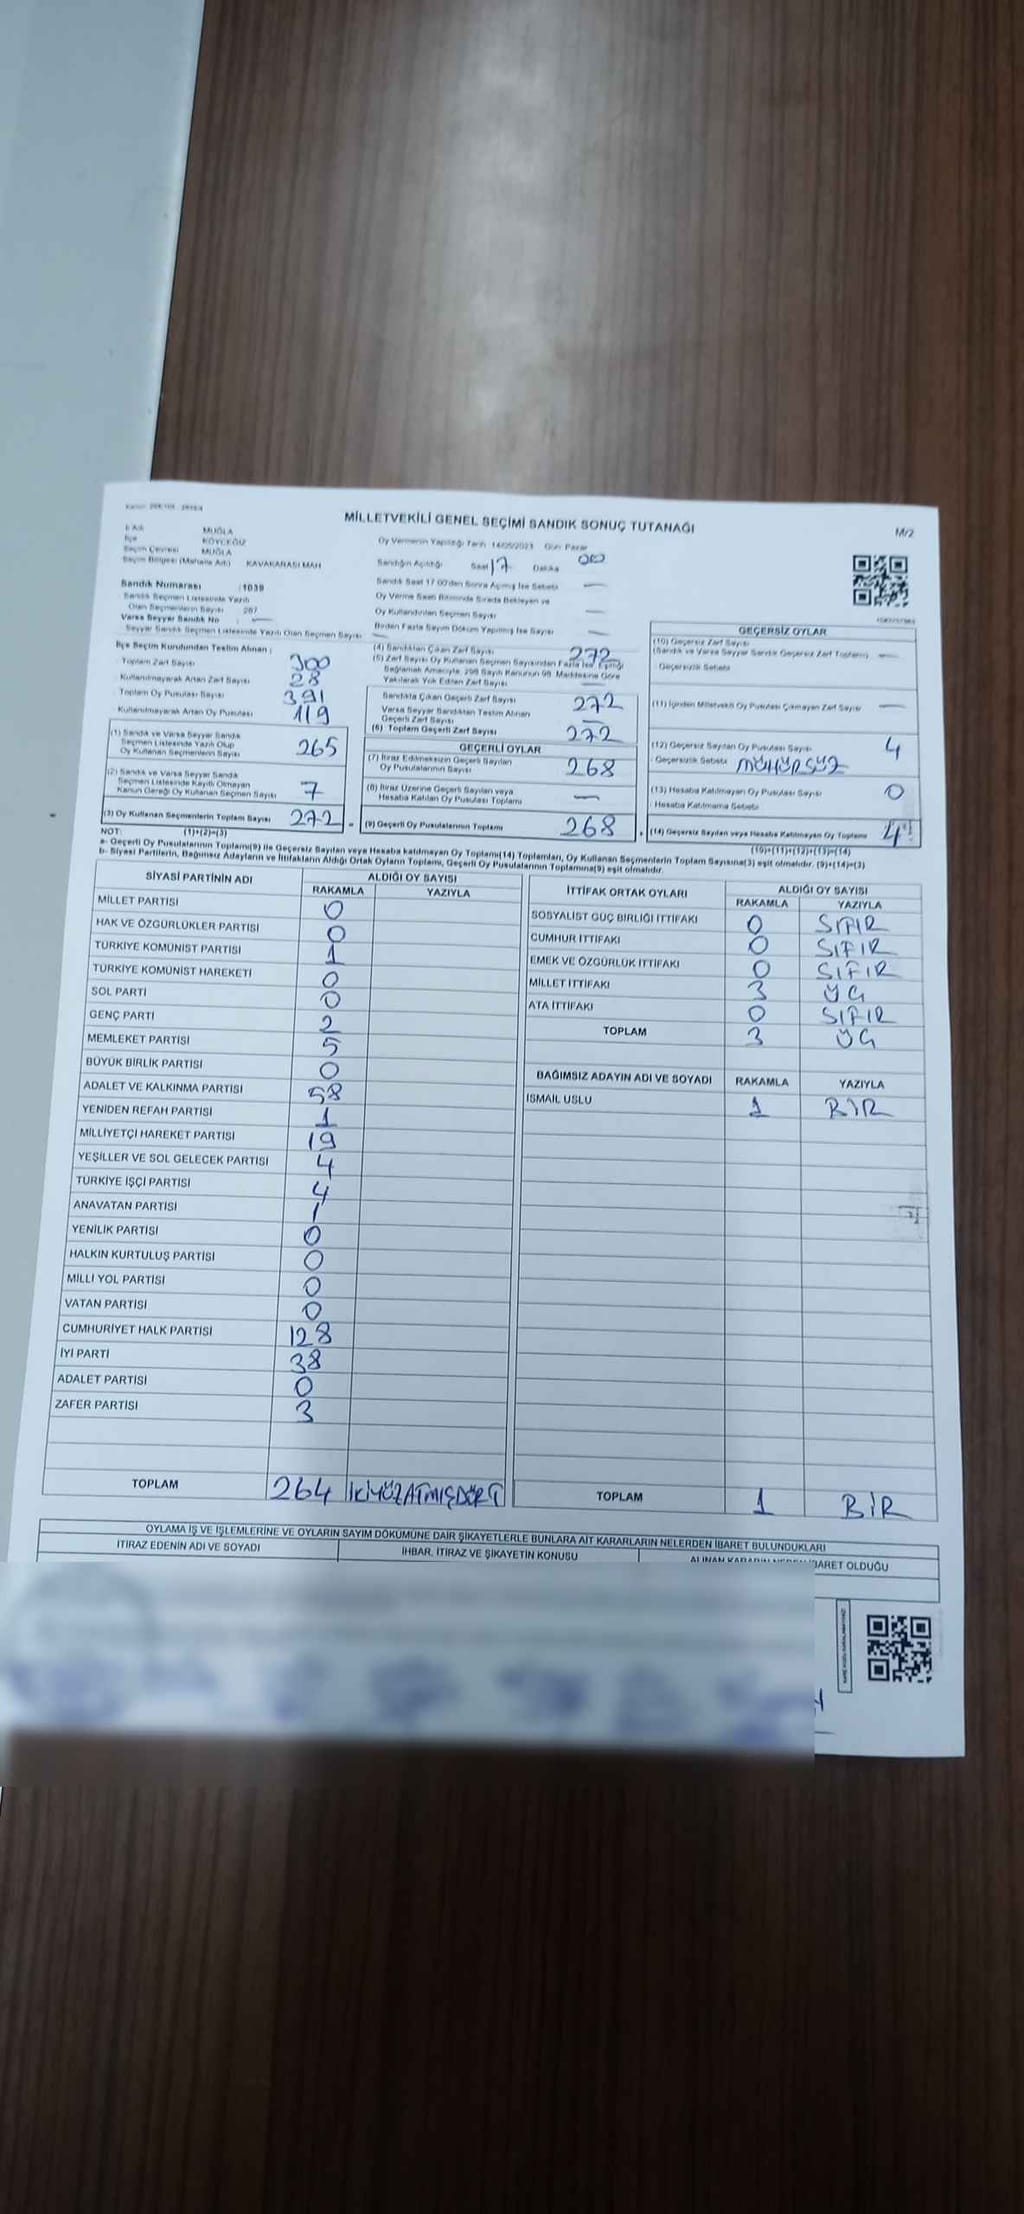 MİLLETVEKİLİ GENEL SEÇİMİ SANDIK SONUÇ TUTANAĞI
M/2
İl Adı MUĞLA
İlçe KÖYCEĞİZ
Seçim Çevresi MUĞLA
Seçim Bölgesi (Mahalle Adı) KAVAKARASI MAH
Oy Vermenin Yapıldığı Tarih 14/05/2023 Gün Pazar
Sandığın Açıldığı Saat 17 Dakika 00
Sandık Saat 17 00'den Sonra Açılmış İse Sebebi —
Oy Verme Saati Bitiminde Sırada Bekleyen ve
Oy Kullandırılan Seçmen Sayısı —
Birden Fazla Sayım Döküm Yapılmış İse Sayısı —
Sandık Numarası : 1039
Sandık Seçmen Listesinde Yazılı
Olan Seçmenlerin Sayısı 287
Varsa Seyyar Sandık No : —
Seyyar Sandık Seçmen Listesinde Yazılı Olan Seçmen Sayısı —
İlçe Seçim Kurulundan Teslim Alınan :
Toplam Zarf Sayısı 300
Kullanılmayarak Artan Zarf Sayısı 28
Toplam Oy Pusulası Sayısı 391
Kullanılmayarak Artan Oy Pusulası 119
(1) Sandık ve Varsa Seyyar Sandık
Seçmen Listesinde Yazılı Olup
Oy Kullanan Seçmenlerin Sayısı 265
(2) Sandık ve Varsa Seyyar Sandık
Seçmen Listesinde Kayıtlı Olmayan
Kanun Gereği Oy Kullanan Seçmen Sayısı 7
(3) Oy Kullanan Seçmenlerin Toplam Sayısı 272 =
(4) Sandıktan Çıkan Zarf Sayısı 272
(5) Zarf Sayısı Oy Kullanan Seçmen Sayısından Fazla İse Eşitliği
Sağlamak Amacıyla, 298 Sayılı Kanunun 98. Maddesine Göre
Yakılarak Yok Edilen Zarf Sayısı —
Sandıkta Çıkan Geçerli Zarf Sayısı 272
Varsa Seyyar Sandıktan Teslim Alınan
Geçerli Zarf Sayısı —
(6) Toplam Geçerli Zarf Sayısı 272
GEÇERLİ OYLAR
(7) İtiraz Edilmeksizin Geçerli Sayılan
Oy Pusulalarının Sayısı 268
(8) İtiraz Üzerine Geçerli Sayılan veya
Hesaba Katılan Oy Pusulası Toplamı —
(9) Geçerli Oy Pusulalarının Toplamı 268 +
GEÇERSİZ OYLAR
(10) Geçersiz Zarf Sayısı
(Sandık ve Varsa Seyyar Sandık Geçersiz Zarf Toplamı) —
Geçersizlik Sebebi
(11) İçinden Milletvekili Oy Pusulası Çıkmayan Zarf Sayısı —
(12) Geçersiz Sayılan Oy Pusulası Sayısı 4
Geçersizlik Sebebi MÜHÜRSÜZ
(13) Hesaba Katılmayan Oy Pusulası Sayısı 0
Hesaba Katılmama Sebebi
(14) Geçersiz Sayılan veya Hesaba Katılmayan Oy Toplamı 4
(10)+(11)+(12)+(13)=(14)
NOT: (1)+(2)=(3)
a- Geçerli Oy Pusulalarının Toplamı(9) ile Geçersiz Sayılan veya Hesaba katılmayan Oy Toplamı(14) Toplamları, Oy Kullanan Seçmenlerin Toplam Sayısına(3) eşit olmalıdır. (9)+(14)=(3)
b- Siyasi Partilerin, Bağımsız Adayların ve İttifakların Aldığı Ortak Oyların Toplamı, Geçerli Oy Pusulalarının Toplamına(9) eşit olmalıdır.
SİYASİ PARTİNİN ADI ALDIĞI OY SAYISI
RAKAMLA YAZIYLA
MİLLET PARTİSİ 0
HAK VE ÖZGÜRLÜKLER PARTİSİ 0
TÜRKİYE KOMÜNİST PARTİSİ 1
TÜRKİYE KOMÜNİST HAREKETİ 0
SOL PARTİ 0
GENÇ PARTİ 2
MEMLEKET PARTİSİ 5
BÜYÜK BİRLİK PARTİSİ 0
ADALET VE KALKINMA PARTİSİ 58
YENİDEN REFAH PARTİSİ 1
MİLLİYETÇİ HAREKET PARTİSİ 19
YEŞİLLER VE SOL GELECEK PARTİSİ 4
TÜRKİYE İŞÇİ PARTİSİ 4
ANAVATAN PARTİSİ 1
YENİLİK PARTİSİ 0
HALKIN KURTULUŞ PARTİSİ 0
MİLLİ YOL PARTİSİ 0
VATAN PARTİSİ 0
CUMHURİYET HALK PARTİSİ 128
İYİ PARTİ 38
ADALET PARTİSİ 0
ZAFER PARTİSİ 3
TOPLAM 264 İKİYÜZATMIŞDÖRT
İTTİFAK ORTAK OYLARI ALDIĞI OY SAYISI
RAKAMLA YAZIYLA
SOSYALİST GÜÇ BİRLİĞİ İTTİFAKI 0 SIFIR
CUMHUR İTTİFAKI 0 SIFIR
EMEK VE ÖZGÜRLÜK İTTİFAKI 0 SIFIR
MİLLET İTTİFAKI 3 ÜÇ
ATA İTTİFAKI 0 SIFIR
TOPLAM 3 ÜÇ
BAĞIMSIZ ADAYIN ADI VE SOYADI RAKAMLA YAZIYLA
İSMAİL USLU 1 BİR
TOPLAM 1 BİR
OYLAMA İŞ VE İŞLEMLERİNE VE OYLARIN SAYIM DÖKÜMÜNE DAİR ŞİKAYETLERLE BUNLARA AİT KARARLARIN NELERDEN İBARET BULUNDUKLARI
İTİRAZ EDENİN ADI VE SOYADI İHBAR, İTİRAZ VE ŞİKAYETİN KONUSU ALINAN KARARIN NEDEN İBARET OLDUĞU